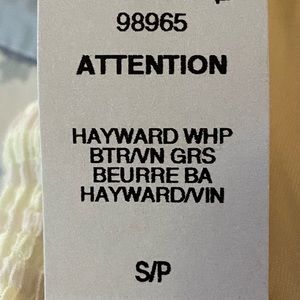 98965
ATTENTION
HAYWARD WHP
BTR/VN GRS
BEURRE BA
HAYWARD/VIN
S/P